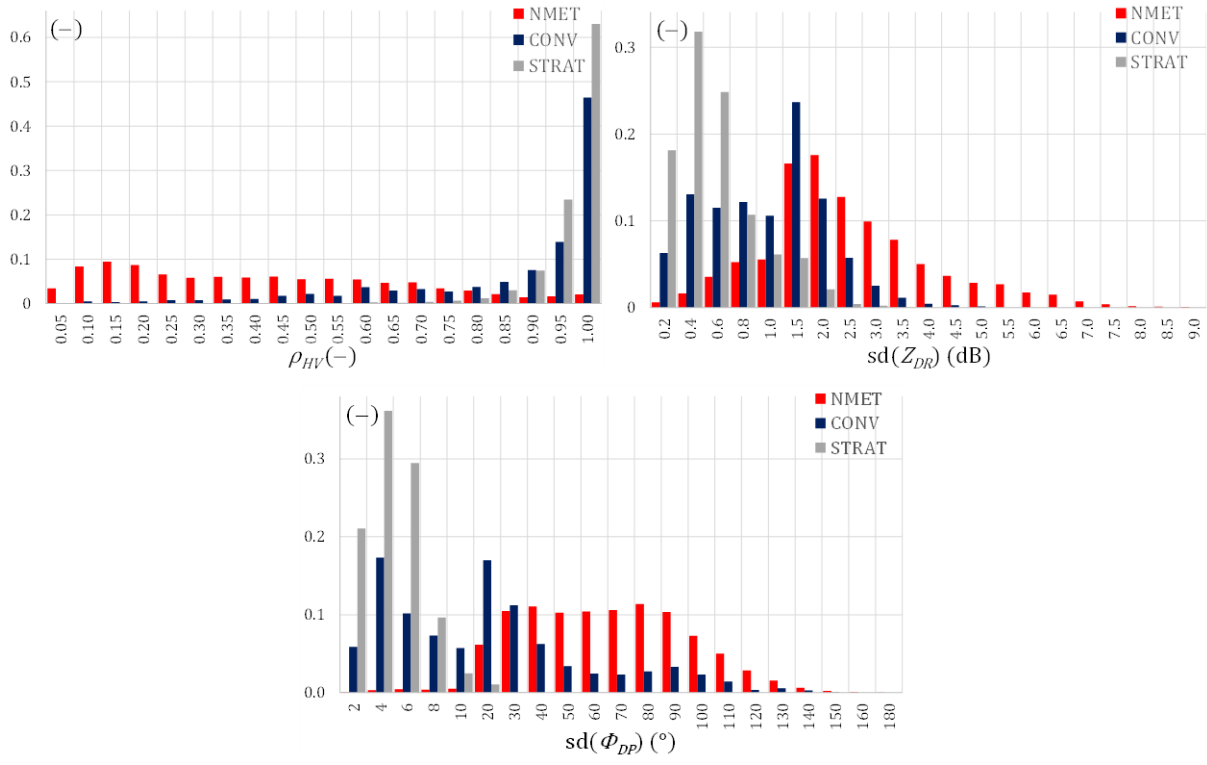 (−)
NMET
CONV
STRAT
0.6
0.5
0.4
0.3
0.2
0.1
0
0.05 0.10 0.15 0.20 0.25 0.30 0.35 0.40 0.45 0.50 0.55 0.60 0.65 0.70 0.75 0.80 0.85 0.90 0.95 1.00
ρHV(−)
(−)
NMET
CONV
STRAT
0.3
0.2
0.1
0
0.2 0.4 0.6 0.8 1.0 1.5 2.0 2.5 3.0 3.5 4.0 4.5 5.0 5.5 6.0 6.5 7.0 7.5 8.0 8.5 9.0
sd(ZDR) (dB)
(−)
NMET
CONV
STRAT
0.3
0.2
0.1
0.0
2 4 6 8 10 20 30 40 50 60 70 80 90 100 110 120 130 140 150 160 180
sd(ΦDP) (°)